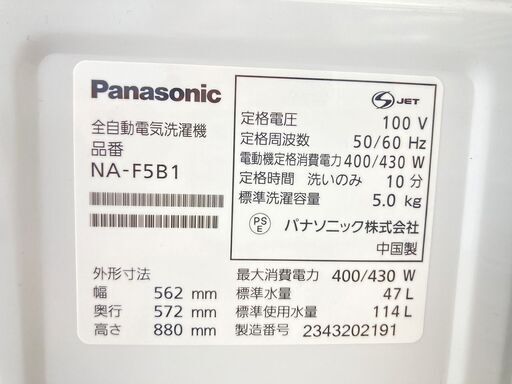 Panasonic
全自動電気洗濯機
品番
NA-F5B1
外形寸法
幅 562 mm
奥行 572 mm
高さ 880 mm
S JET
定格電圧 100 V
定格周波数 50/60 Hz
電動機定格消費電力 400/430 W
定格時間 洗いのみ 10 分
標準洗濯容量 5.0 kg
PS E パナソニック株式会社
中国製
最大消費電力 400/430 W
標準水量 47 L
標準使用水量 114 L
製造番号 2343202191